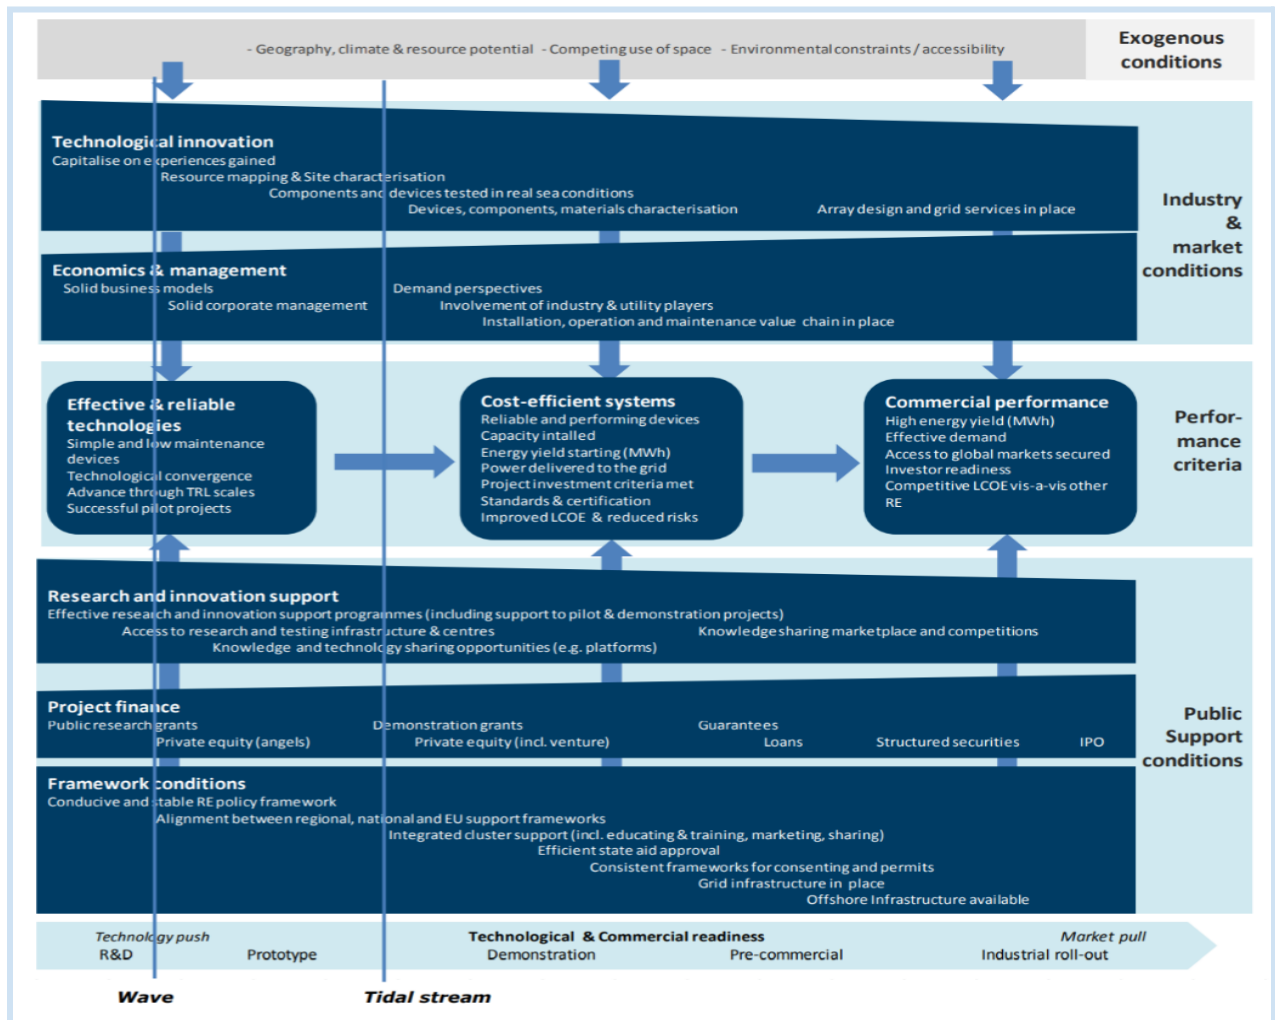 - Geography, climate & resource potential - Competing use of space - Environmental constraints / accessibility
Exogenous
conditions
Technological innovation
Capitalise on experiences gained
Resource mapping & Site characterisation
Components and devices tested in real sea conditions
Devices, components, materials characterisation
Array design and grid services in place
Industry
&
market
conditions
Economics & management
Solid business models
Demand perspectives
Solid corporate management
Involvement of industry & utility players
Installation, operation and maintenance value chain in place
Effective & reliable
technologies
Simple and low maintenance
devices
Technological convergence
Advance through TRL scales
Successful pilot projects
Cost-efficient systems
Reliable and performing devices
Capacity intalled
Energy yield starting (MWh)
Power delivered to the grid
Project investment criteria met
Standards & certification
Improved LCOE & reduced risks
Commercial performance
High energy yield (MWh)
Effective demand
Access to global markets secured
Investor readiness
Competitive LCOE vis-a-vis other
RE
Perfor-
mance
criteria
Research and innovation support
Effective research and innovation support programmes (including support to pilot & demonstration projects)
Access to research and testing infrastructure & centres
Knowledge sharing marketplace and competitions
Knowledge and technology sharing opportunities (e.g. platforms)
Project finance
Public research grants
Demonstration grants
Guarantees
Private equity (angels)
Private equity (incl. venture)
Loans
Structured securities
IPO
Public
Support
conditions
Framework conditions
Conducive and stable RE policy framework
Alignment between regional, national and EU support frameworks
Integrated cluster support (incl. educating & training, marketing, sharing)
Efficient state aid approval
Consistent frameworks for consenting and permits
Grid infrastructure in place
Offshore Infrastructure available
Technology push
Technological & Commercial readiness
Market pull
R&D
Prototype
Demonstration
Pre-commercial
Industrial roll-out
Wave
Tidal stream